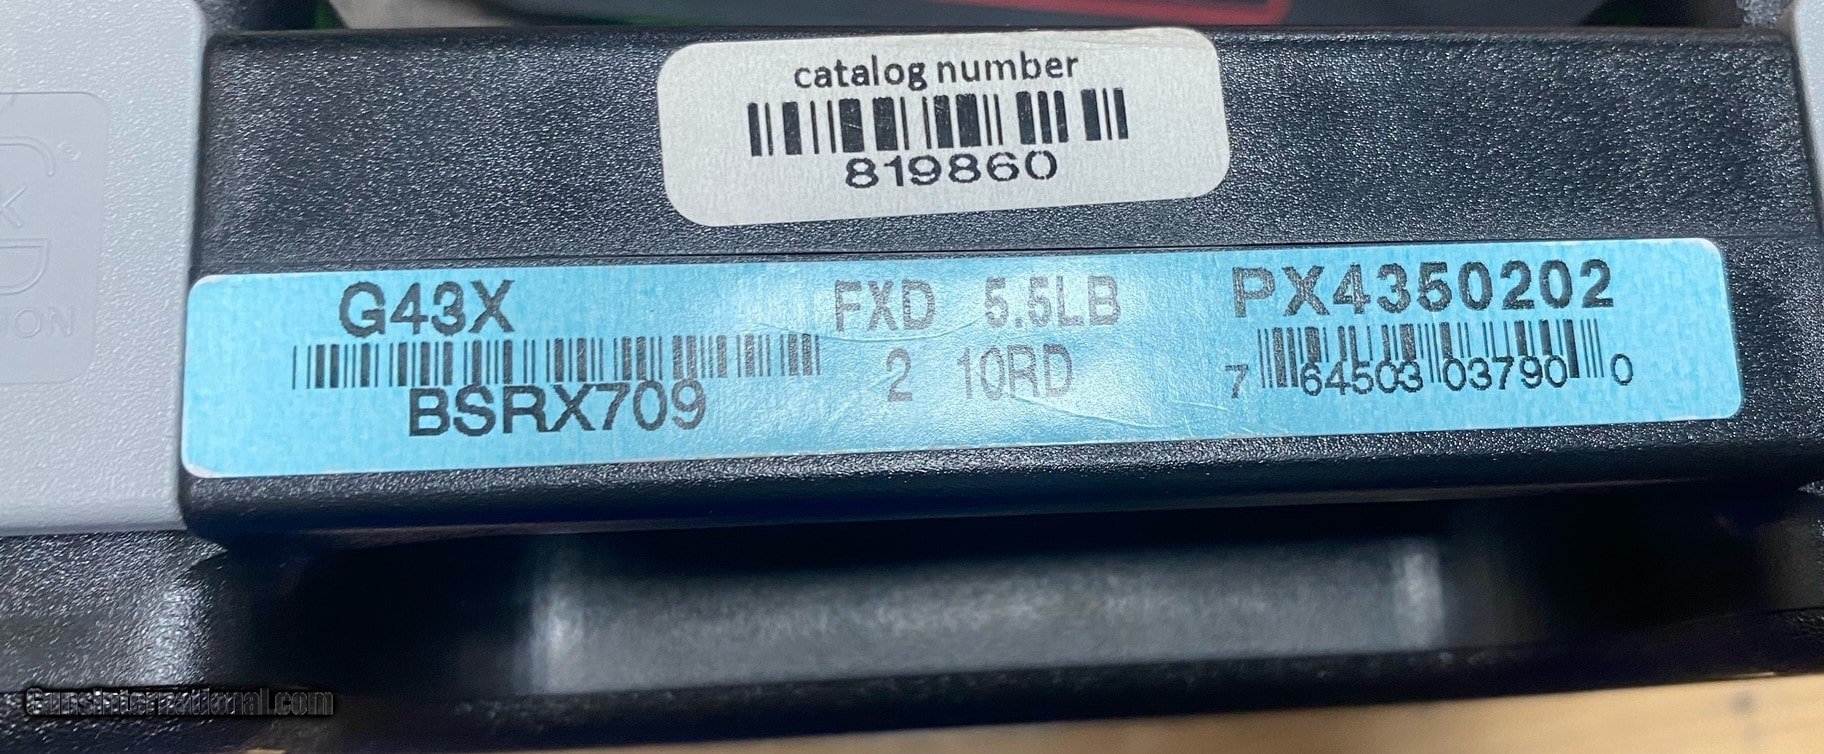 catalog number
819860
G43X FXD 5.5LB PX4350202
2 10RD
BSRX709
7 64503 03790 0
GunsInternational.com